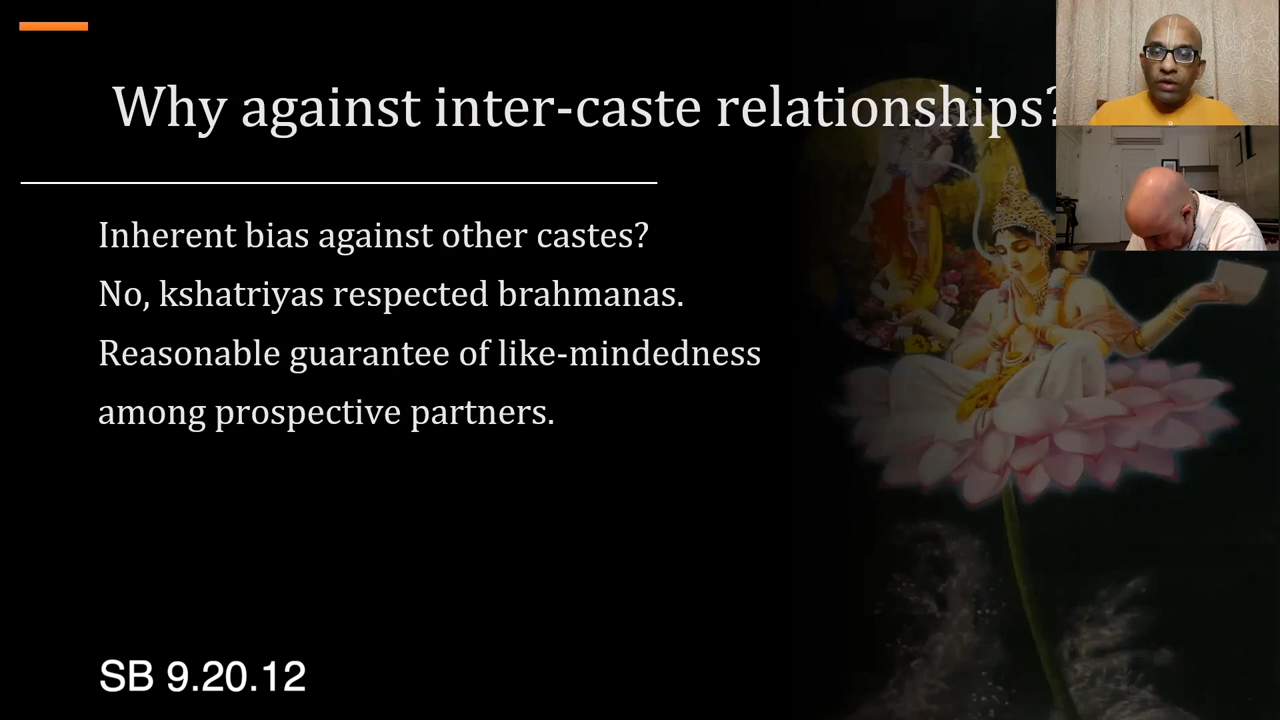 Why against inter-caste relationships?
Inherent bias against other castes?
No, kshatriyas respected brahmanas.
Reasonable guarantee of like-mindedness
among prospective partners.
SB 9.20.12